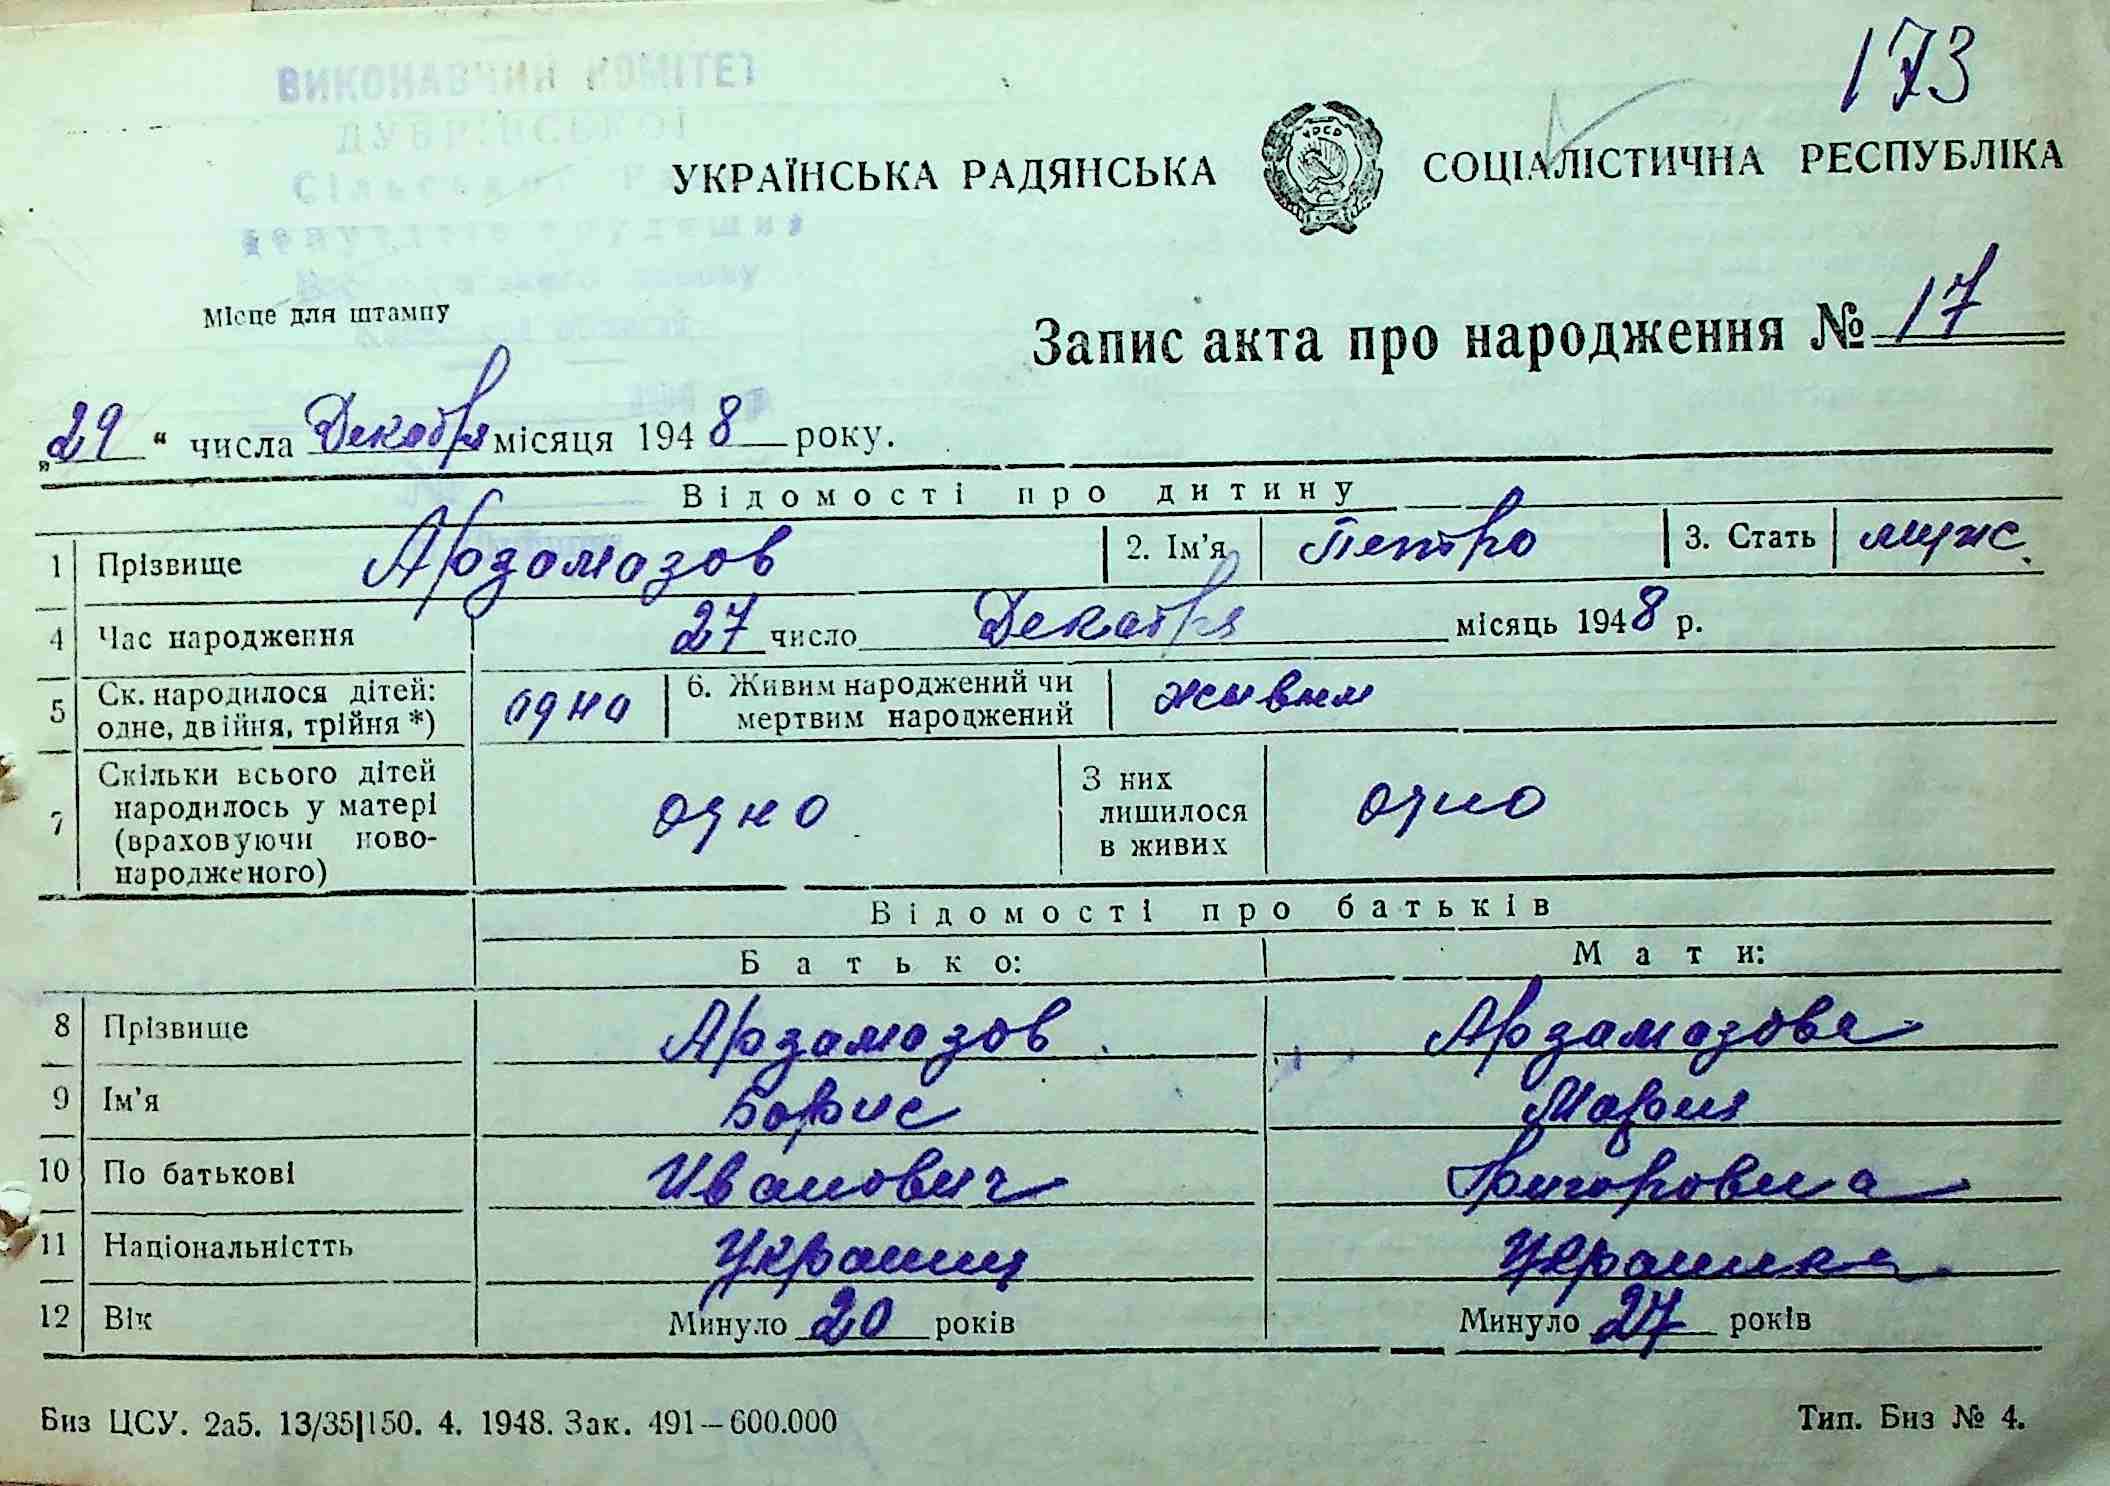 173
ВИКОНАВЧИЙ КОМІТЕТ
ДУБРІВСЬКОЇ
УКРАЇНСЬКА РАДЯНСЬКА СОЦІАЛІСТИЧНА РЕСПУБЛІКА
Місце для штампу
Запис акта про народження № 17
„29“ числа Декабря місяця 1948 року.
Відомості про дитину
1 Прізвище Арзамазов 2. Ім’я Петро 3. Стать муж.
4 Час народження 27 число Декабря місяць 1948 р.
5 Ск. народилося дітей: одне, двійня, трійня *) одно 6. Живим народжений чи мертвим народжений живым
7 Скільки всього дітей народилось у матері (враховуючи ново-народженого) одно З них лишилося в живих одно
Відомості про батьків
Батько: Мати:
8 Прізвище Арзамазов Арзамазова
9 Ім’я Борис Мария
10 По батькові Иванович Григоровна
11 Національністть Украинц Украинка
12 Вік Минуло 20 років Минуло 27 років
Биз ЦСУ. 2а5. 13/35|150. 4. 1948. Зак. 491–600.000 Тип. Биз № 4.